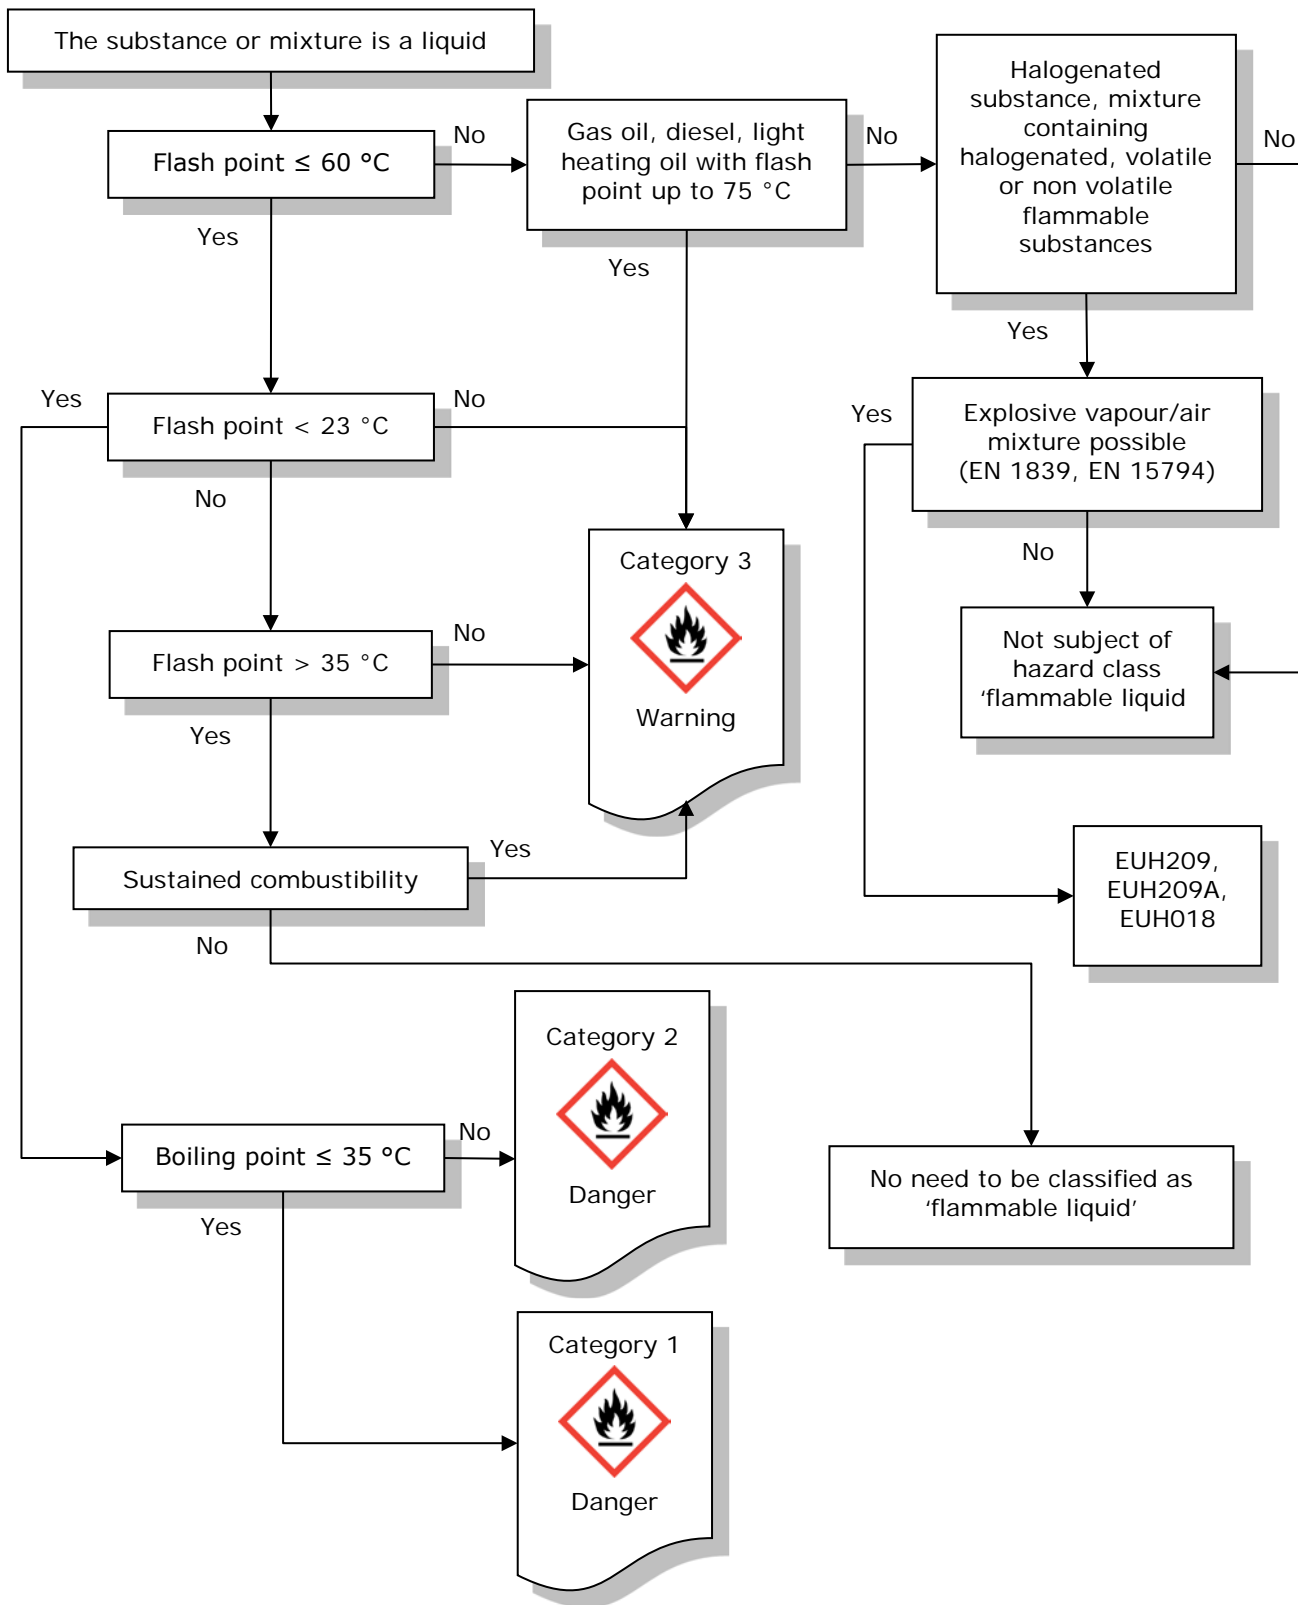 The substance or mixture is a liquid
Halogenated
substance, mixture
containing
halogenated, volatile
or non volatile
flammable
substances
No
Flash point ≤ 60 °C
No
Gas oil, diesel, light
heating oil with flash
point up to 75 °C
No
Yes
Yes
Yes
Yes
Flash point < 23 °C
No
Yes
Explosive vapour/air
mixture possible
(EN 1839, EN 15794)
No
No
Category 3
Warning
Flash point > 35 °C
No
Not subject of
hazard class
‘flammable liquid
Yes
Sustained combustibility
Yes
EUH209,
EUH209A,
EUH018
No
Category 2
Danger
Boiling point ≤ 35 °C
No
No need to be classified as
‘flammable liquid’
Yes
Category 1
Danger